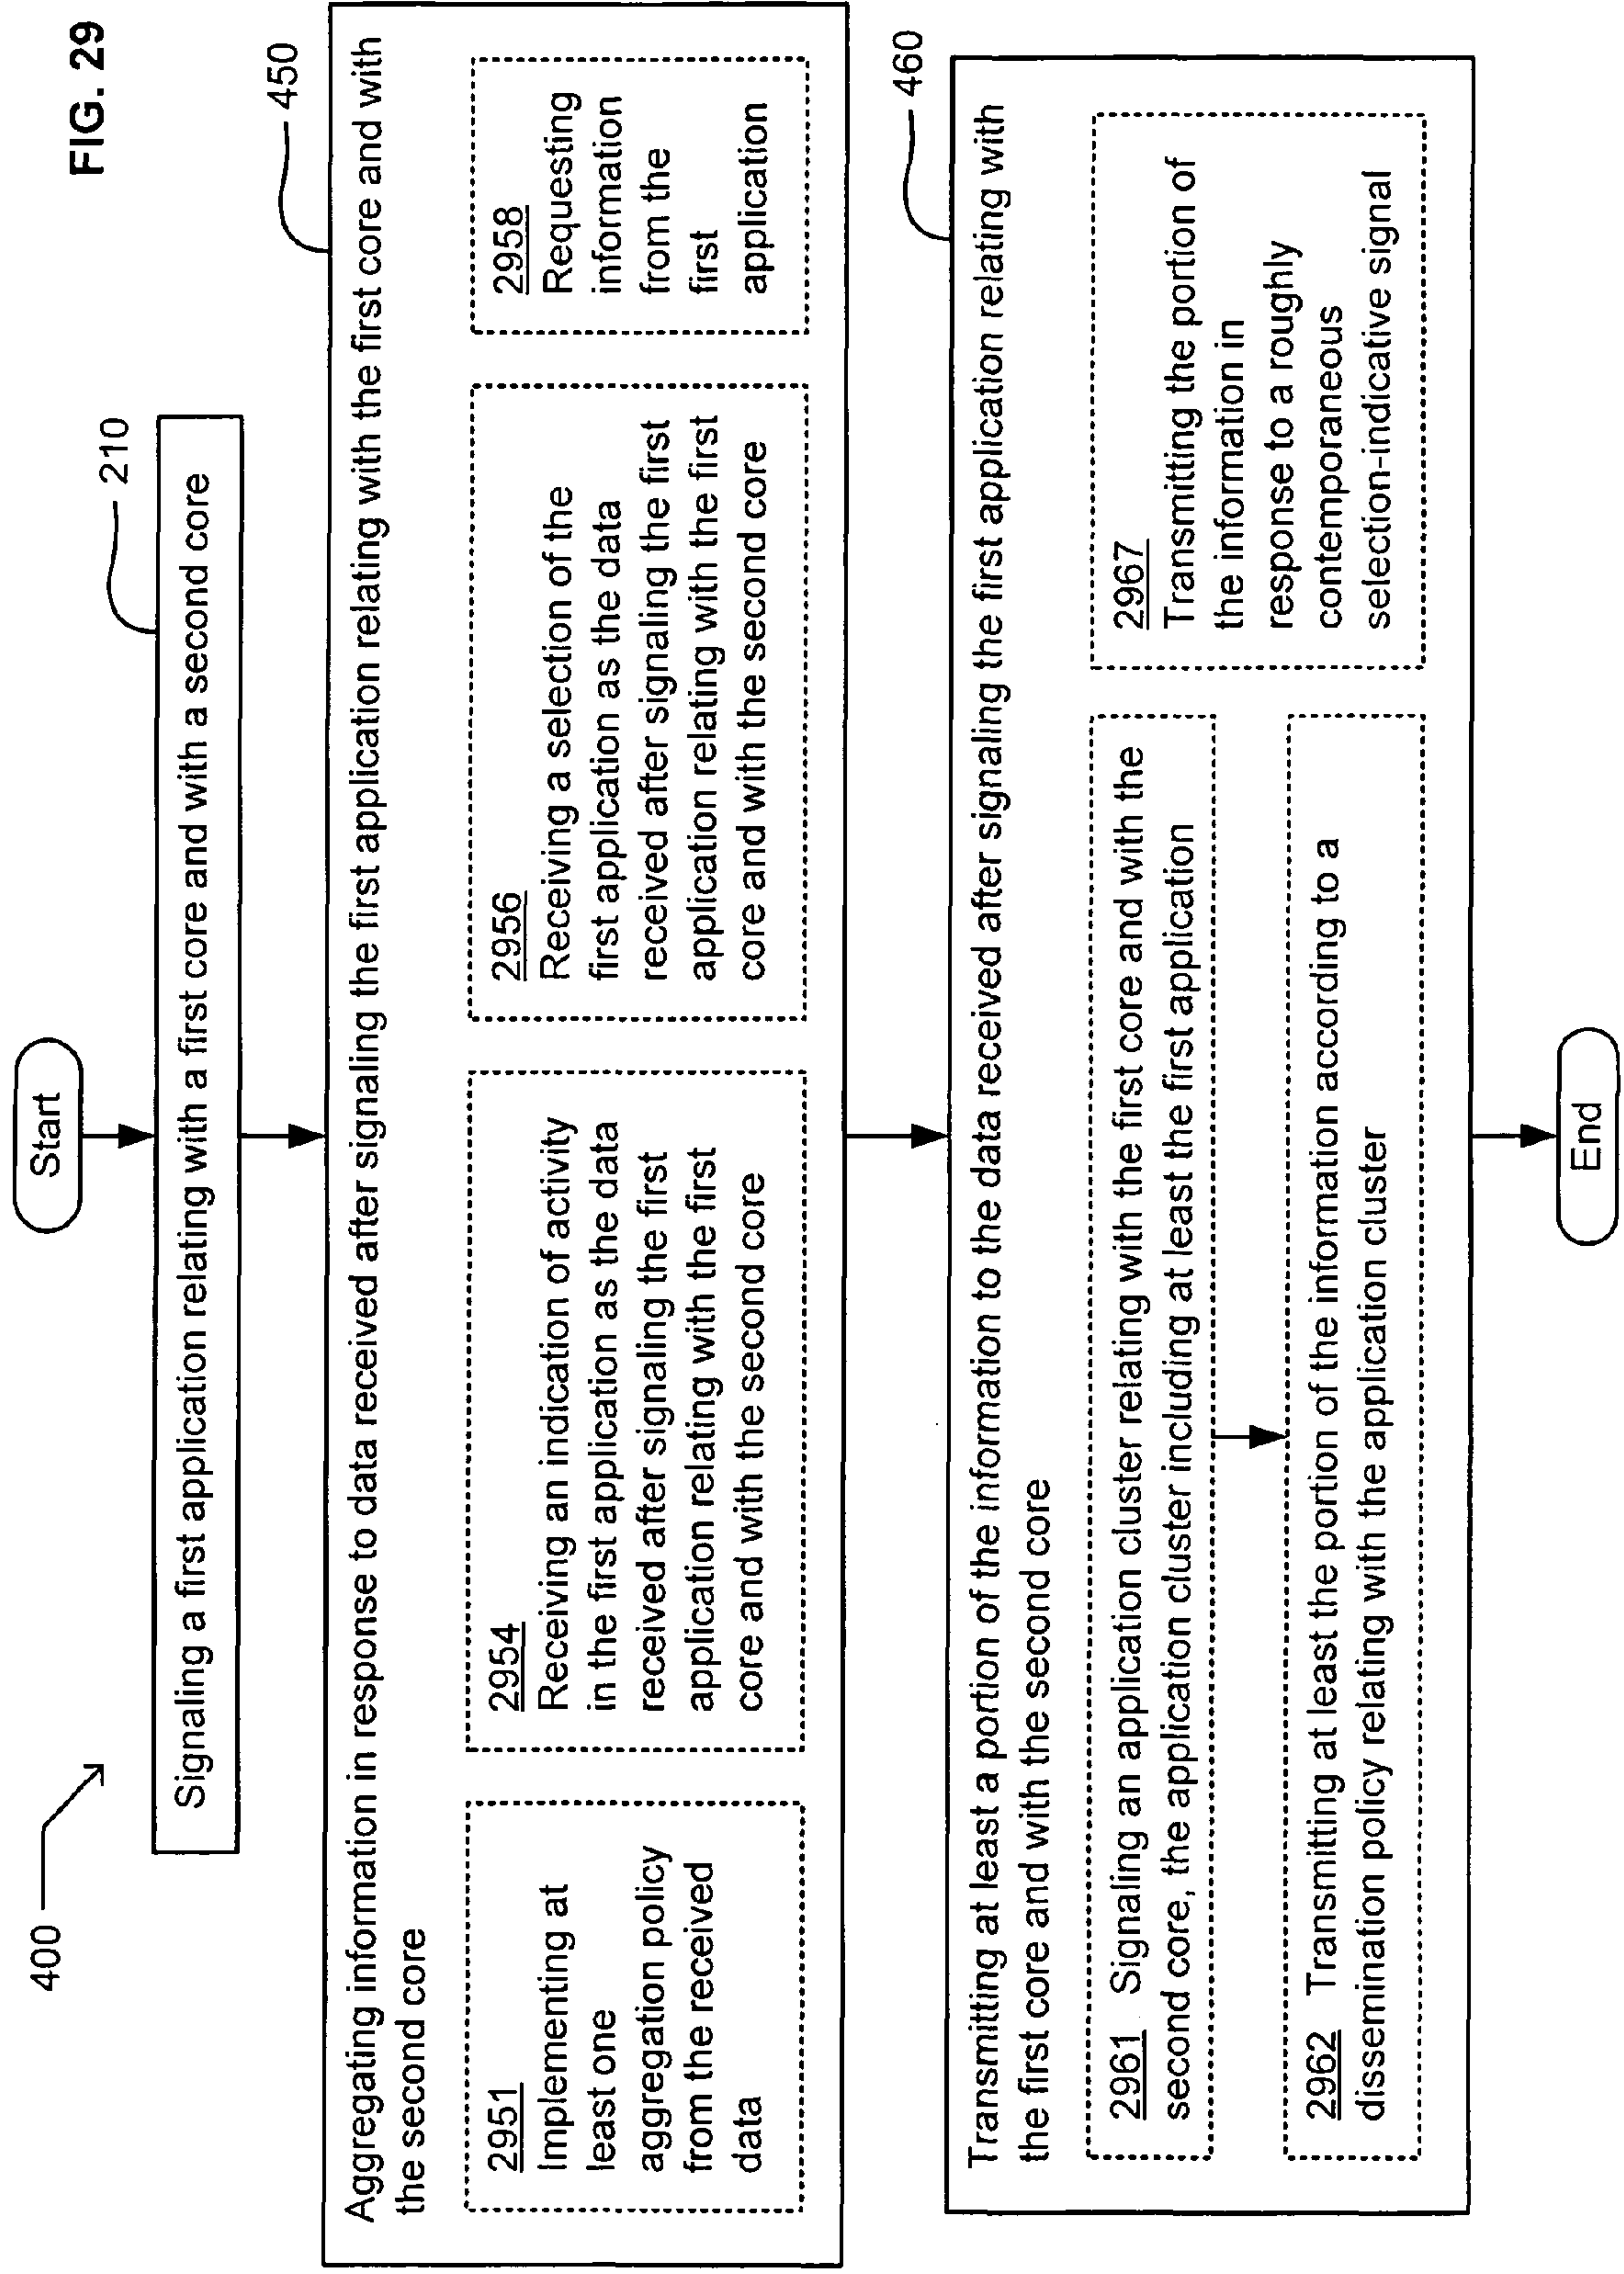 FIG. 29
400
Start
210
Signaling a first application relating with a first core and with a second core
450
Aggregating information in response to data received after signaling the first application relating with the first core and with
the second core
2951
Implementing at
least one
aggregation policy
from the received
data
2954
Receiving an indication of activity
in the first application as the data
received after signaling the first
application relating with the first
core and with the second core
2956
Receiving a selection of the
first application as the data
received after signaling the first
application relating with the first
core and with the second core
2958
Requesting
information
from the
first
application
460
Transmitting at least a portion of the information to the data received after signaling the first application relating with
the first core and with the second core
2961 Signaling an application cluster relating with the first core and with the
second core, the application cluster including at least the first application
2962 Transmitting at least the portion of the information according to a
dissemination policy relating with the application cluster
2967
Transmitting the portion of
the information in
response to a roughly
contemporaneous
selection-indicative signal
End